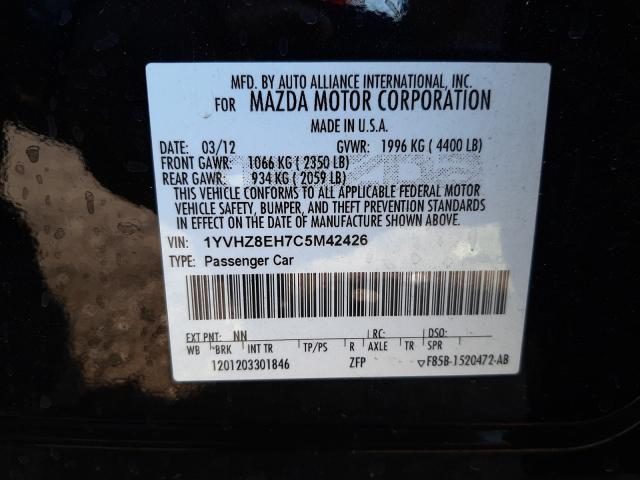 MFD. BY AUTO ALLIANCE INTERNATIONAL, INC.
FOR MAZDA MOTOR CORPORATION
MADE IN U.S.A.
DATE: 03/12 GVWR: 1996 KG (4400 LB)
FRONT GAWR: 1066 KG (2350 LB)
REAR GAWR: 934 KG (2059 LB)
THIS VEHICLE CONFORMS TO ALL APPLICABLE FEDERAL MOTOR
VEHICLE SAFETY, BUMPER, AND THEFT PREVENTION STANDARDS
IN EFFECT ON THE DATE OF MANUFACTURE SHOWN ABOVE.
VIN: 1YVHZ8EH7C5M42426
TYPE: Passenger Car
EXT PNT: NN RC: DSO:
WB BRK INT TR TP/PS R AXLE TR SPR
1201203301846 ZFP ▽FB5B-1520472-AB